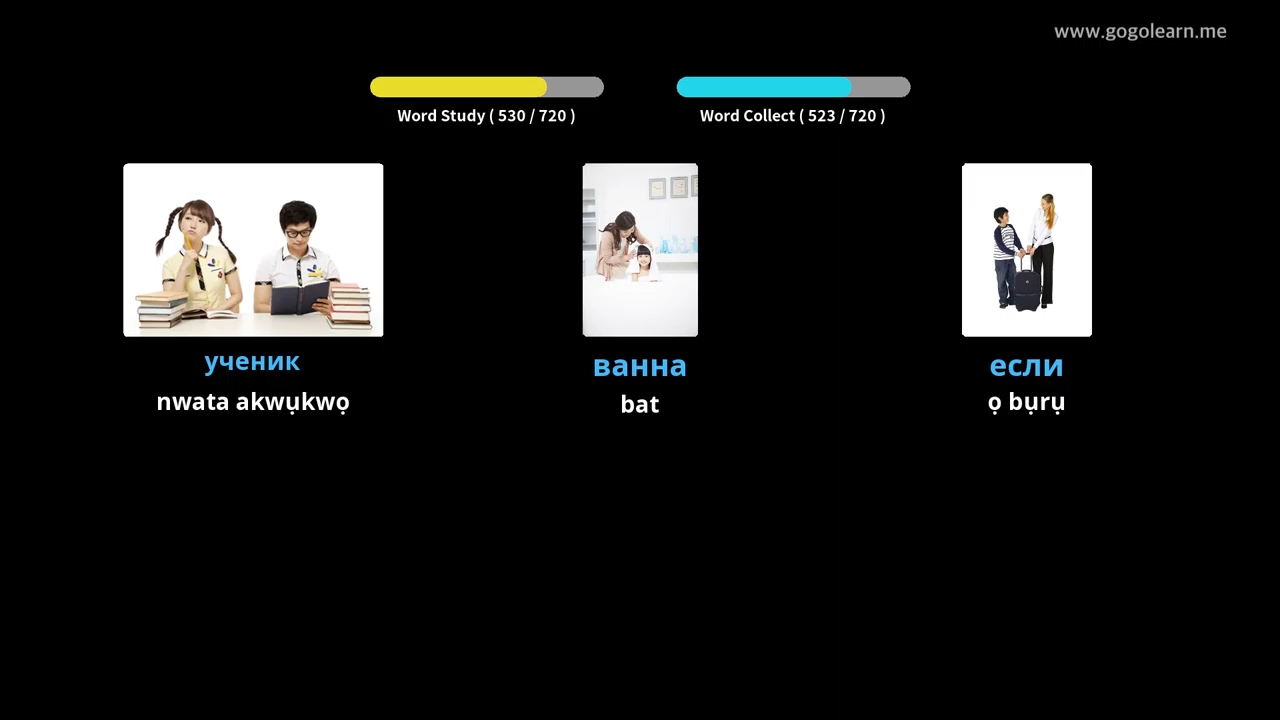 www.gogolearn.me
Word Study ( 530 / 720 )
Word Collect ( 523 / 720 )
ученик
ванна
если
nwata akwụkwọ
bat
ọ bụrụ